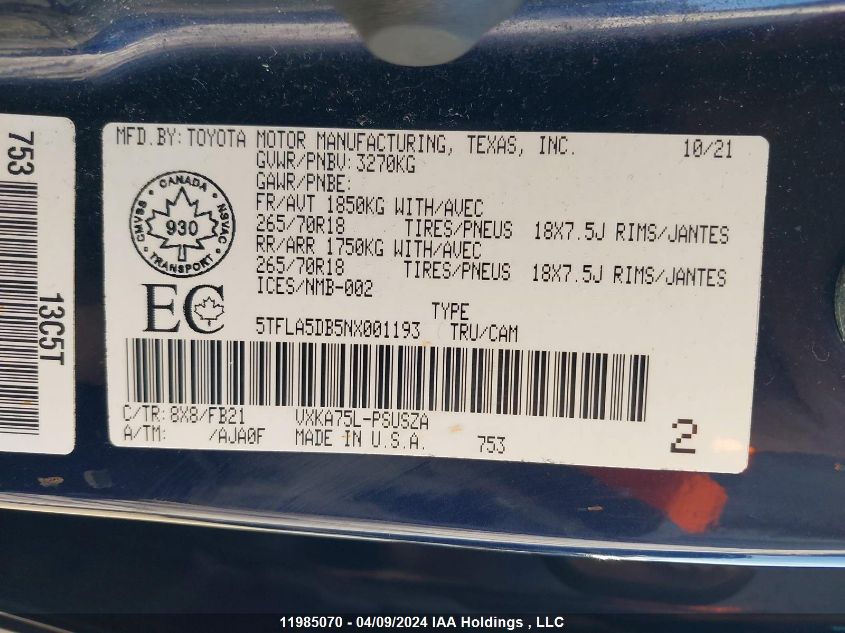 753
13C5T
MFD.BY: TOYOTA MOTOR MANUFACTURING, TEXAS, INC. 10/21
GVWR/PNBV: 3270KG
GAWR/PNBE:
FR/AVT 1850KG WITH/AVEC
265/70R18 TIRES/PNEUS 18X7.5J RIMS/JANTES
RR/ARR 1750KG WITH/AVEC
265/70R18 TIRES/PNEUS 18X7.5J RIMS/JANTES
ICES/NMB-002
CANADA
CMVSS 930 NSVAC
TRANSPORT
EC
TYPE
5TFLA5DB5NX001193 TRU/CAM
C/TR: 8X8/FB21 VXKA75L-PSUSZA
A/TM: /AJA0F MADE IN U.S.A. 753 2
11985070 - 04/09/2024 IAA Holdings , LLC